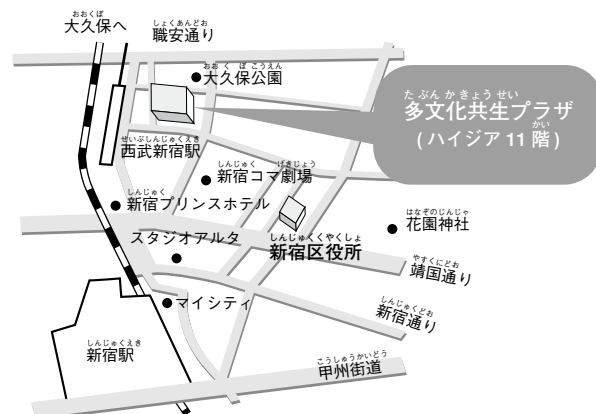 おおくぼ
大久保へ
しょくあんどお
職安通り
おおくぼこうえん
大久保公園
たぶんかきょうせい
多文化共生プラザ
かい
(ハイジア11階)
せいぶしんじゅくえき
西武新宿駅
しんじゅく げきじょう
新宿コマ劇場
しんじゅく
新宿プリンスホテル
はなぞのじんじゃ
花園神社
スタジオアルタ
しんじゅくくやくしょ
新宿区役所
やすくにどお
靖国通り
マイシティ
しんじゅくどお
新宿通り
しんじゅくえき
新宿駅
こうしゅうかいどう
甲州街道